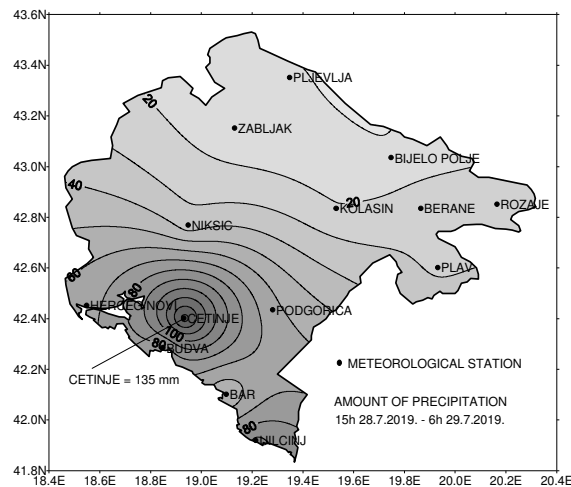 43.6N
43.4N
43.2N
43.0N
42.8N
42.6N
42.4N
42.2N
42.0N
41.8N
18.4E 18.6E 18.8E 19.0E 19.2E 19.4E 19.6E 19.8E 20.0E 20.2E 20.4E
PLJEVLJA
20
ZABLJAK
BIJELO POLJE
40
20
KOLASIN
BERANE
ROZAJE
NIKSIC
60
PLAV
80
HERCEGNOVI
PODGORICA
CETINJE
100
80
BUDVA
METEOROLOGICAL STATION
CETINJE = 135 mm
BAR
AMOUNT OF PRECIPITATION
15h 28.7.2019. - 6h 29.7.2019.
80
ULCINJ